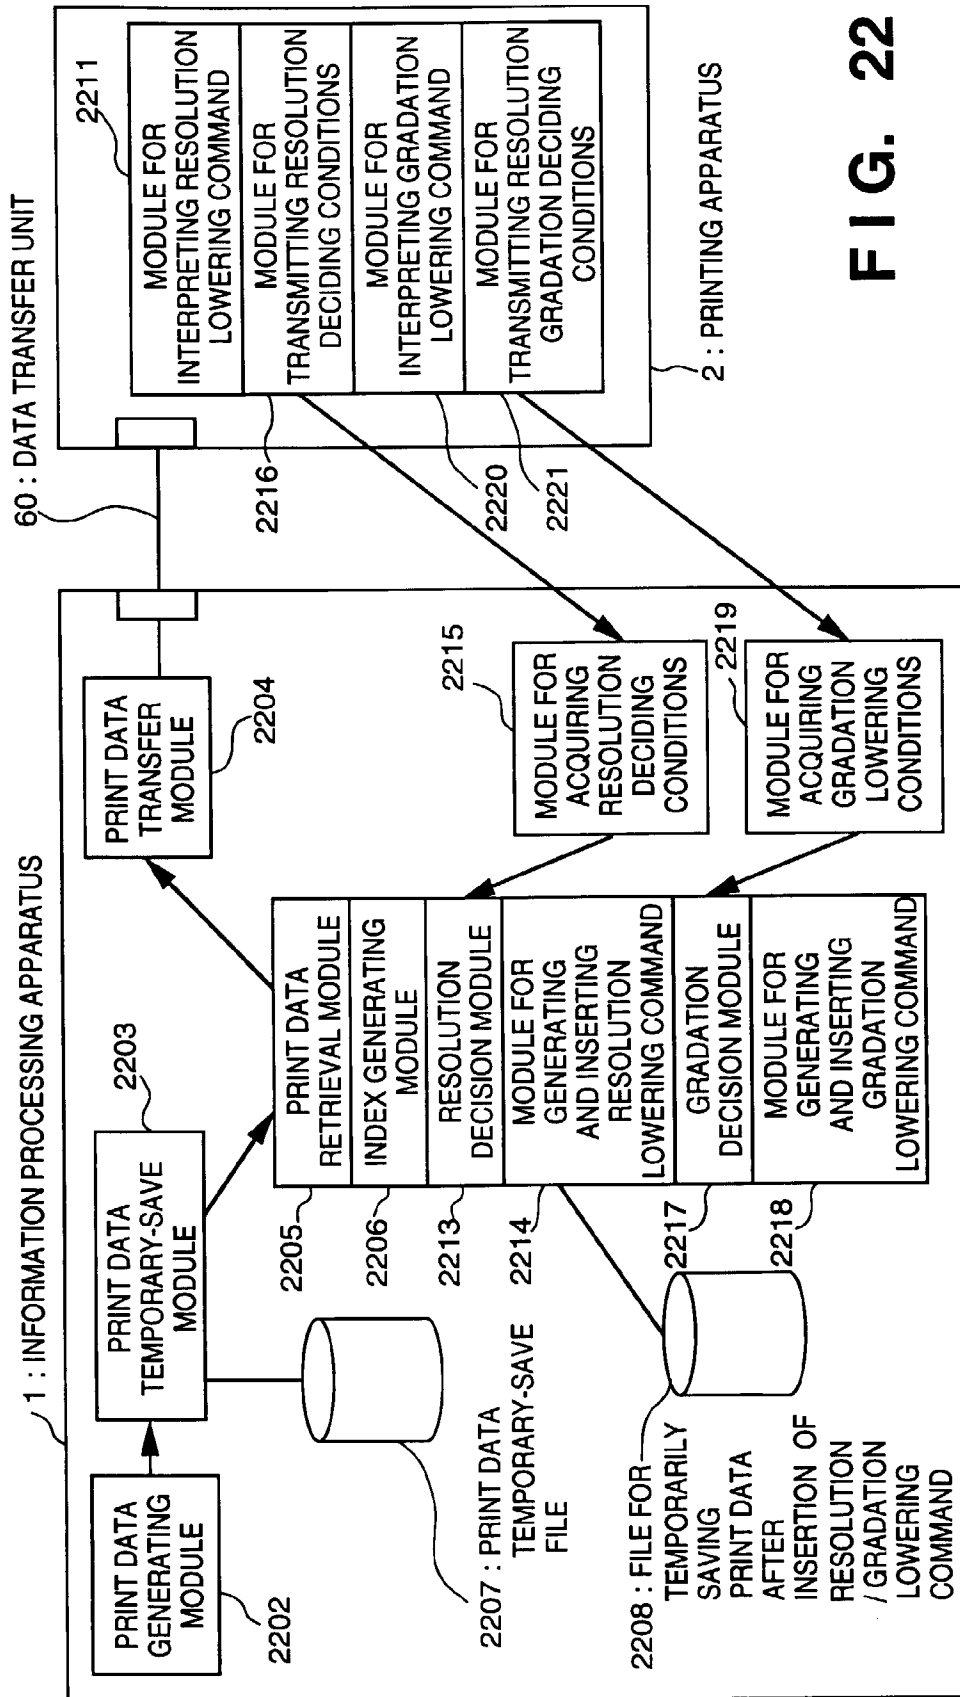 1 : INFORMATION PROCESSING APPARATUS
60 : DATA TRANSFER UNIT
PRINT DATA
GENERATING
MODULE
2202
PRINT DATA
TEMPORARY-SAVE
MODULE
2203
PRINT DATA
TRANSFER
MODULE
2204
2207 : PRINT DATA
TEMPORARY-SAVE
FILE
2208 : FILE FOR
TEMPORARILY
SAVING
PRINT DATA
AFTER
INSERTION OF
RESOLUTION
/ GRADATION
LOWERING
COMMAND
PRINT DATA
RETRIEVAL MODULE
2205
INDEX GENERATING
MODULE
2206
RESOLUTION
DECISION MODULE
2213
MODULE FOR
GENERATING
AND INSERTING
RESOLUTION
LOWERING COMMAND
2214
GRADATION
DECISION MODULE
2217
MODULE FOR
GENERATING
AND INSERTING
GRADATION
LOWERING COMMAND
2218
MODULE FOR
ACQUIRING
RESOLUTION
DECIDING
CONDITIONS
2215
MODULE FOR
ACQUIRING
GRADATION
LOWERING
CONDITIONS
2219
MODULE FOR
INTERPRETING RESOLUTION
LOWERING COMMAND
2211
MODULE FOR
TRANSMITTING RESOLUTION
DECIDING CONDITIONS
2216
MODULE FOR
INTERPRETING GRADATION
LOWERING COMMAND
2220
MODULE FOR
TRANSMITTING RESOLUTION
GRADATION DECIDING
CONDITIONS
2221
2 : PRINTING APPARATUS
FIG. 22